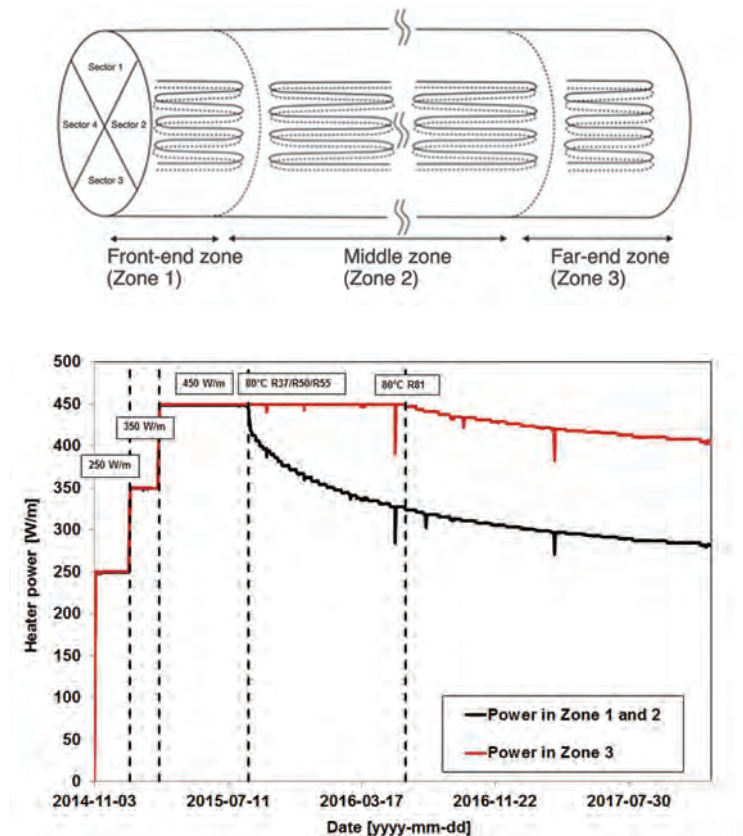 Sector 1
Sector 4
Sector 2
Sector 3
Front-end zone
(Zone 1)
Middle zone
(Zone 2)
Far-end zone
(Zone 3)
500
450
400
350
300
250
200
150
100
50
0
Heater power [W/m]
250 W/m
350 W/m
450 W/m
80°C R37/R50/R55
80°C R81
Power in Zone 1 and 2
Power in Zone 3
2014-11-03
2015-07-11
2016-03-17
2016-11-22
2017-07-30
Date [yyyy-mm-dd]